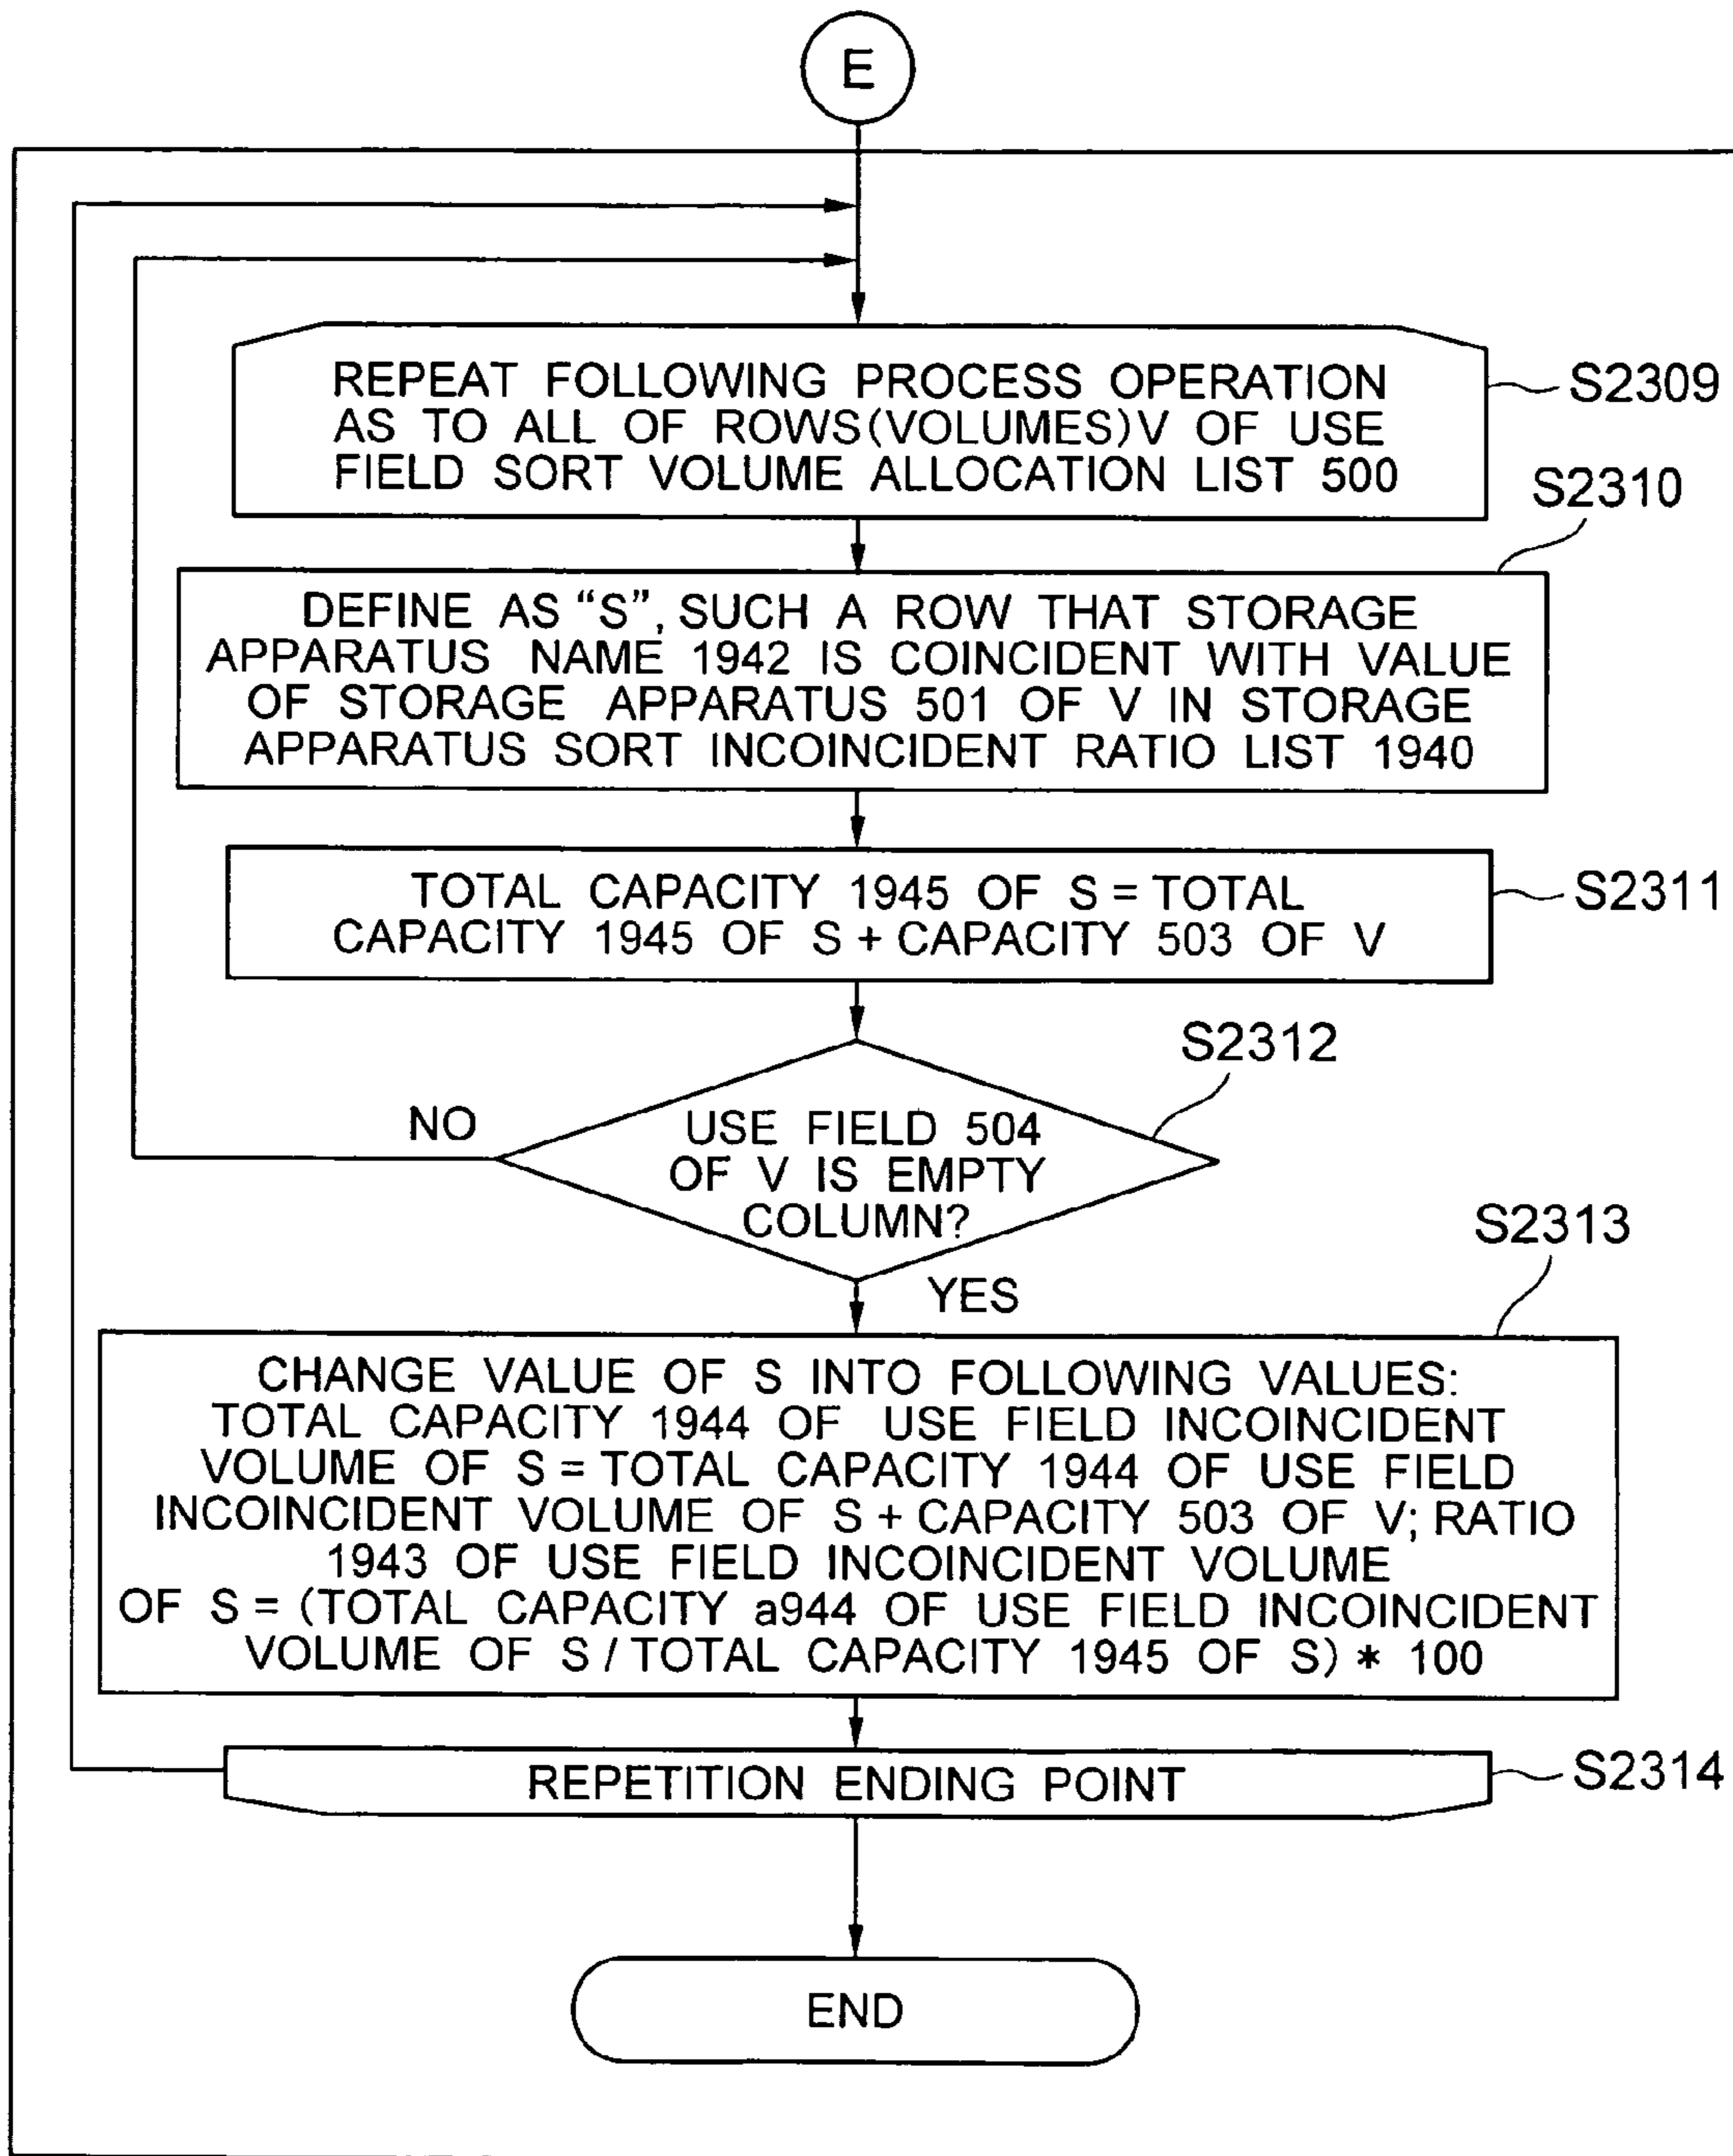 E
REPEAT FOLLOWING PROCESS OPERATION
AS TO ALL OF ROWS(VOLUMES)V OF USE
FIELD SORT VOLUME ALLOCATION LIST 500
S2309
S2310
DEFINE AS “S”, SUCH A ROW THAT STORAGE
APPARATUS NAME 1942 IS COINCIDENT WITH VALUE
OF STORAGE APPARATUS 501 OF V IN STORAGE
APPARATUS SORT INCOINCIDENT RATIO LIST 1940
TOTAL CAPACITY 1945 OF S = TOTAL
CAPACITY 1945 OF S + CAPACITY 503 OF V
S2311
S2312
NO
USE FIELD 504
OF V IS EMPTY
COLUMN?
YES
S2313
CHANGE VALUE OF S INTO FOLLOWING VALUES:
TOTAL CAPACITY 1944 OF USE FIELD INCOINCIDENT
VOLUME OF S = TOTAL CAPACITY 1944 OF USE FIELD
INCOINCIDENT VOLUME OF S + CAPACITY 503 OF V; RATIO
1943 OF USE FIELD INCOINCIDENT VOLUME
OF S = (TOTAL CAPACITY a944 OF USE FIELD INCOINCIDENT
VOLUME OF S / TOTAL CAPACITY 1945 OF S) * 100
REPETITION ENDING POINT
S2314
END